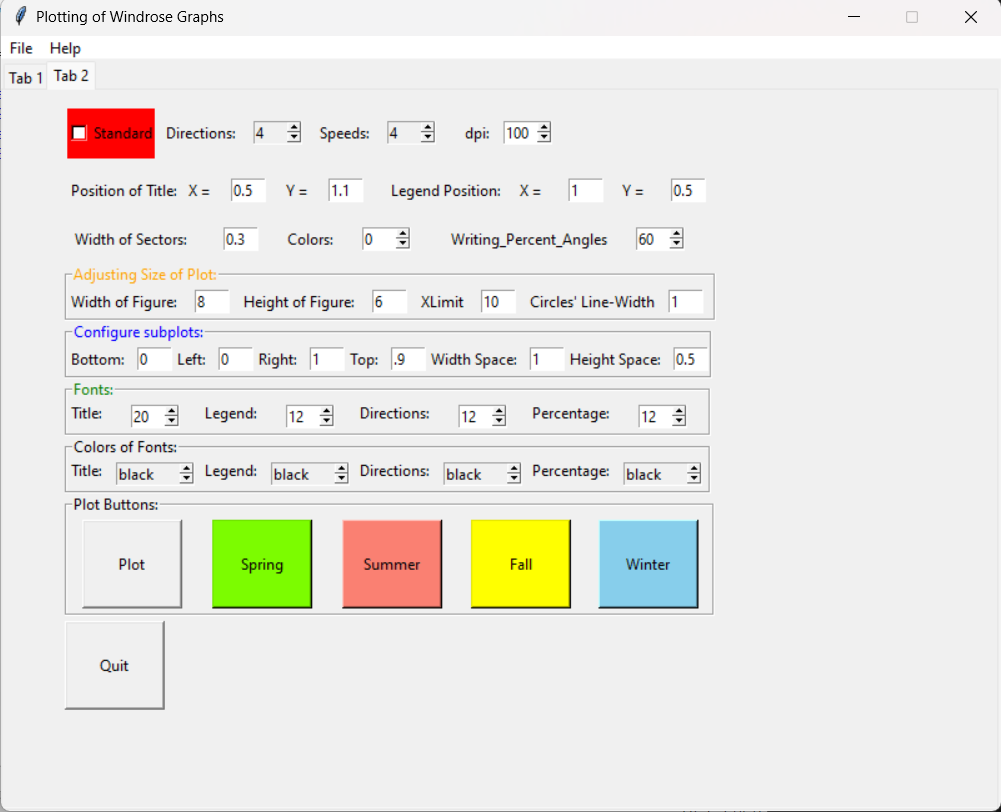 Plotting of Windrose Graphs
File Help
Tab 1 Tab 2
Standard Directions: 4 Speeds: 4 dpi: 100
Position of Title: X = 0.5 Y = 1.1 Legend Position: X = 1 Y = 0.5
Width of Sectors: 0.3 Colors: 0 Writing_Percent_Angles 60
Adjusting Size of Plot:
Width of Figure: 8 Height of Figure: 6 XLimit 10 Circles' Line-Width 1
Configure subplots:
Bottom: 0 Left: 0 Right: 1 Top: .9 Width Space: 1 Height Space: 0.5
Fonts:
Title: 20 Legend: 12 Directions: 12 Percentage: 12
Colors of Fonts:
Title: black Legend: black Directions: black Percentage: black
Plot Buttons:
Plot Spring Summer Fall Winter
Quit